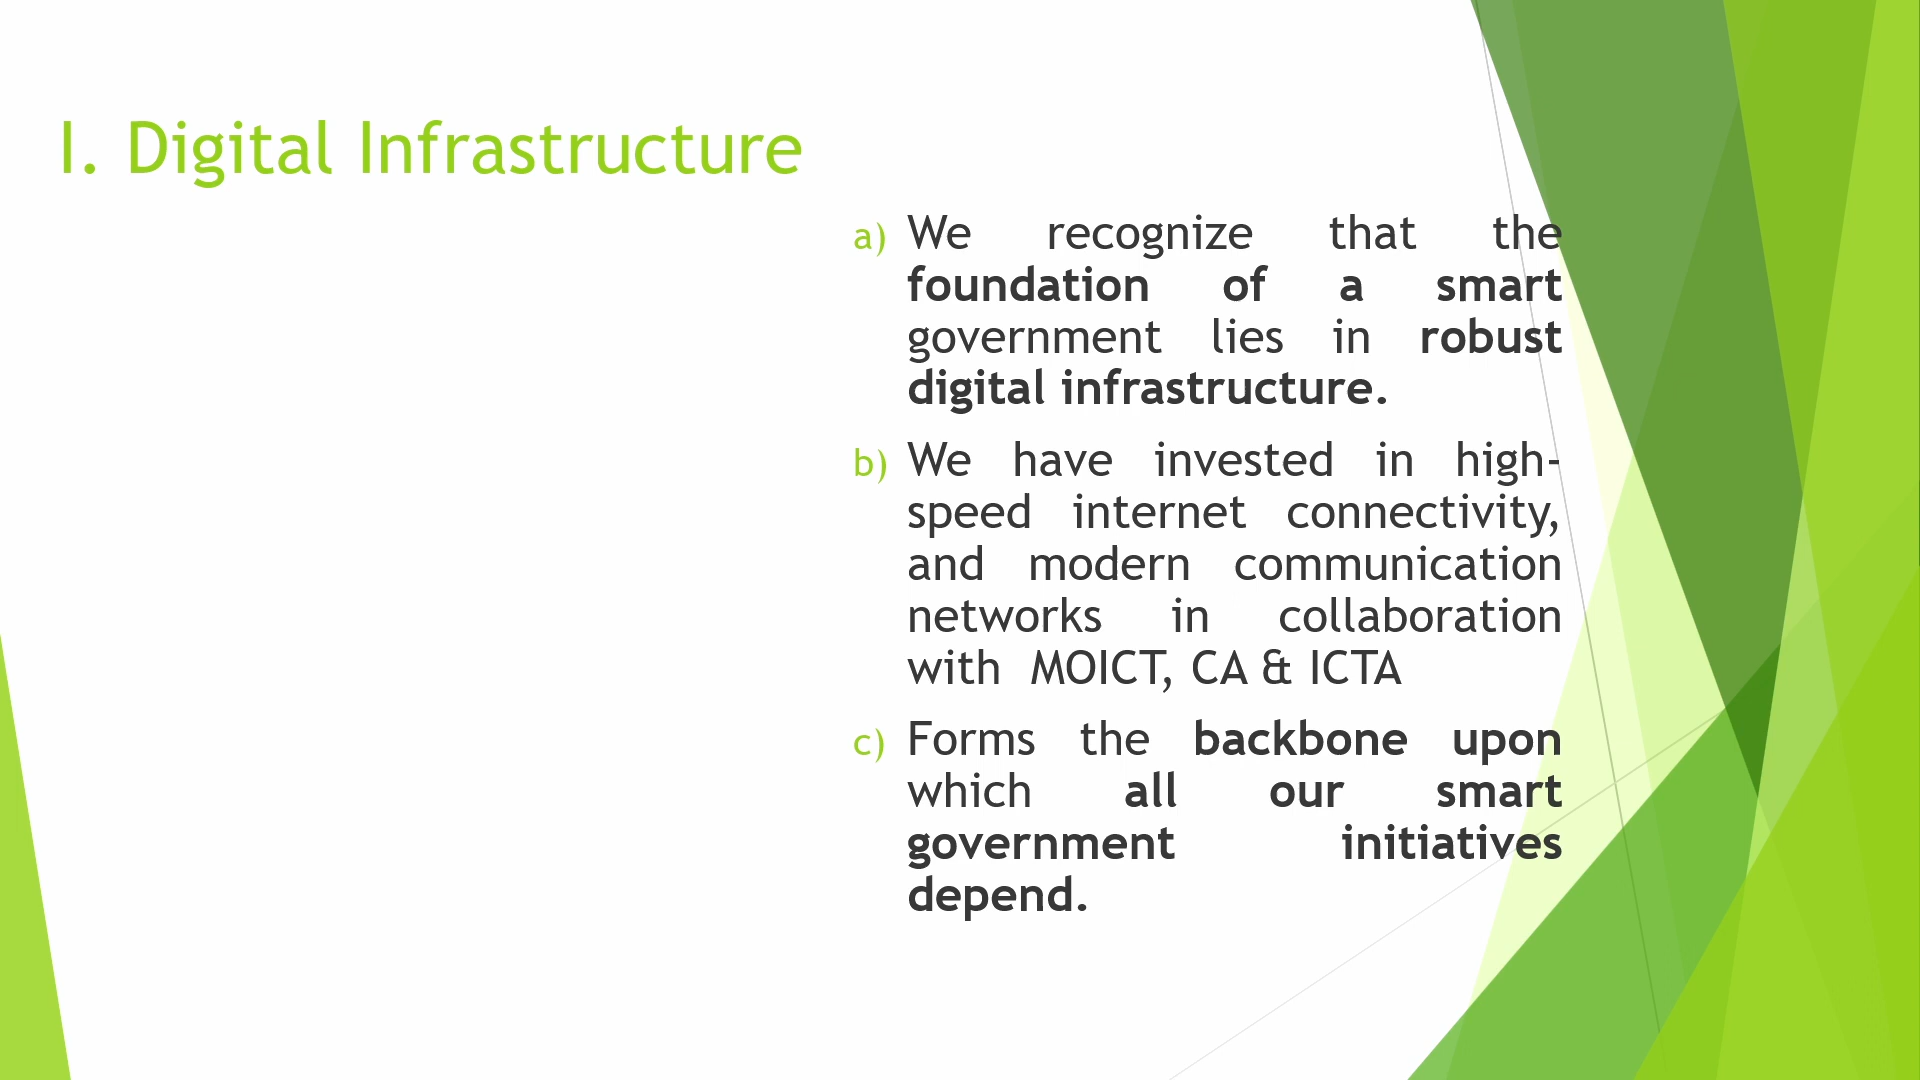 I. Digital Infrastructure
a) We recognize that the
foundation of a smart
government lies in robust
digital infrastructure.
b) We have invested in high-
speed internet connectivity,
and modern communication
networks in collaboration
with MOICT, CA & ICTA
c) Forms the backbone upon
which all our smart
government initiatives
depend.